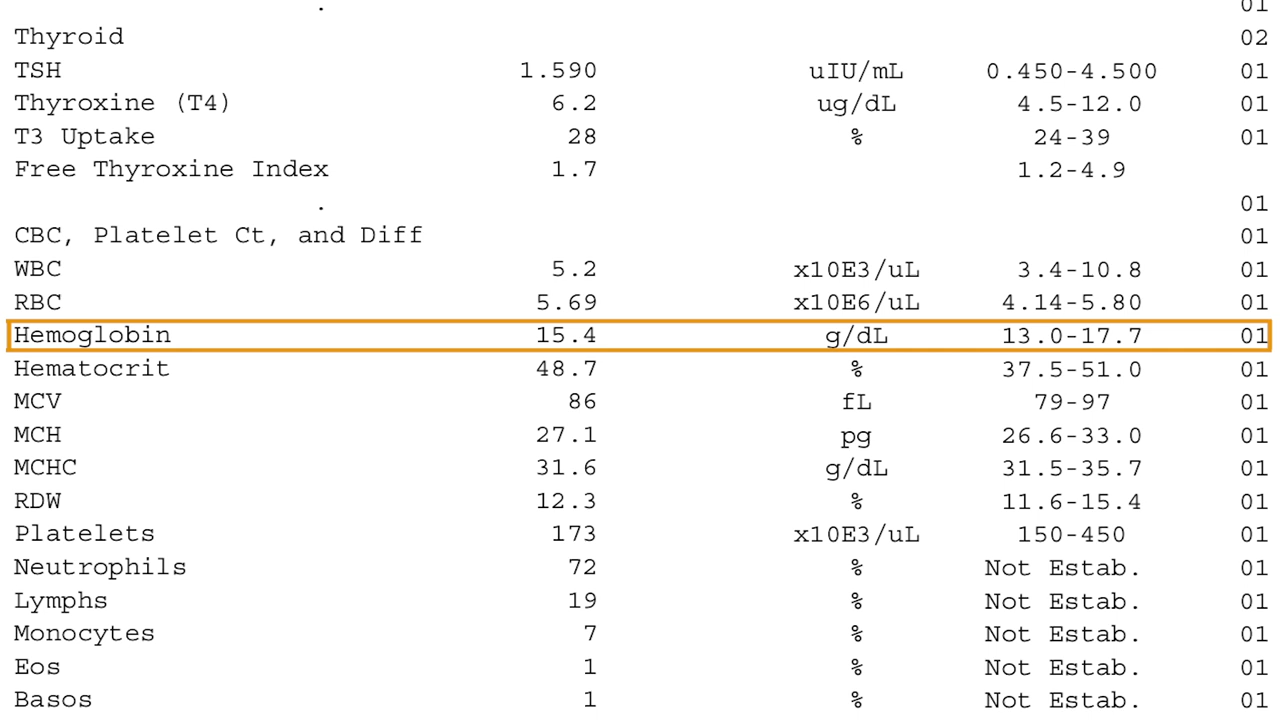 . 01
Thyroid 02
TSH 1.590 uIU/mL 0.450-4.500 01
Thyroxine (T4) 6.2 ug/dL 4.5-12.0 01
T3 Uptake 28 % 24-39 01
Free Thyroxine Index 1.7 1.2-4.9
. 01
CBC, Platelet Ct, and Diff 01
WBC 5.2 x10E3/uL 3.4-10.8 01
RBC 5.69 x10E6/uL 4.14-5.80 01
Hemoglobin 15.4 g/dL 13.0-17.7 01
Hematocrit 48.7 % 37.5-51.0 01
MCV 86 fL 79-97 01
MCH 27.1 pg 26.6-33.0 01
MCHC 31.6 g/dL 31.5-35.7 01
RDW 12.3 % 11.6-15.4 01
Platelets 173 x10E3/uL 150-450 01
Neutrophils 72 % Not Estab. 01
Lymphs 19 % Not Estab. 01
Monocytes 7 % Not Estab. 01
Eos 1 % Not Estab. 01
Basos 1 % Not Estab. 01